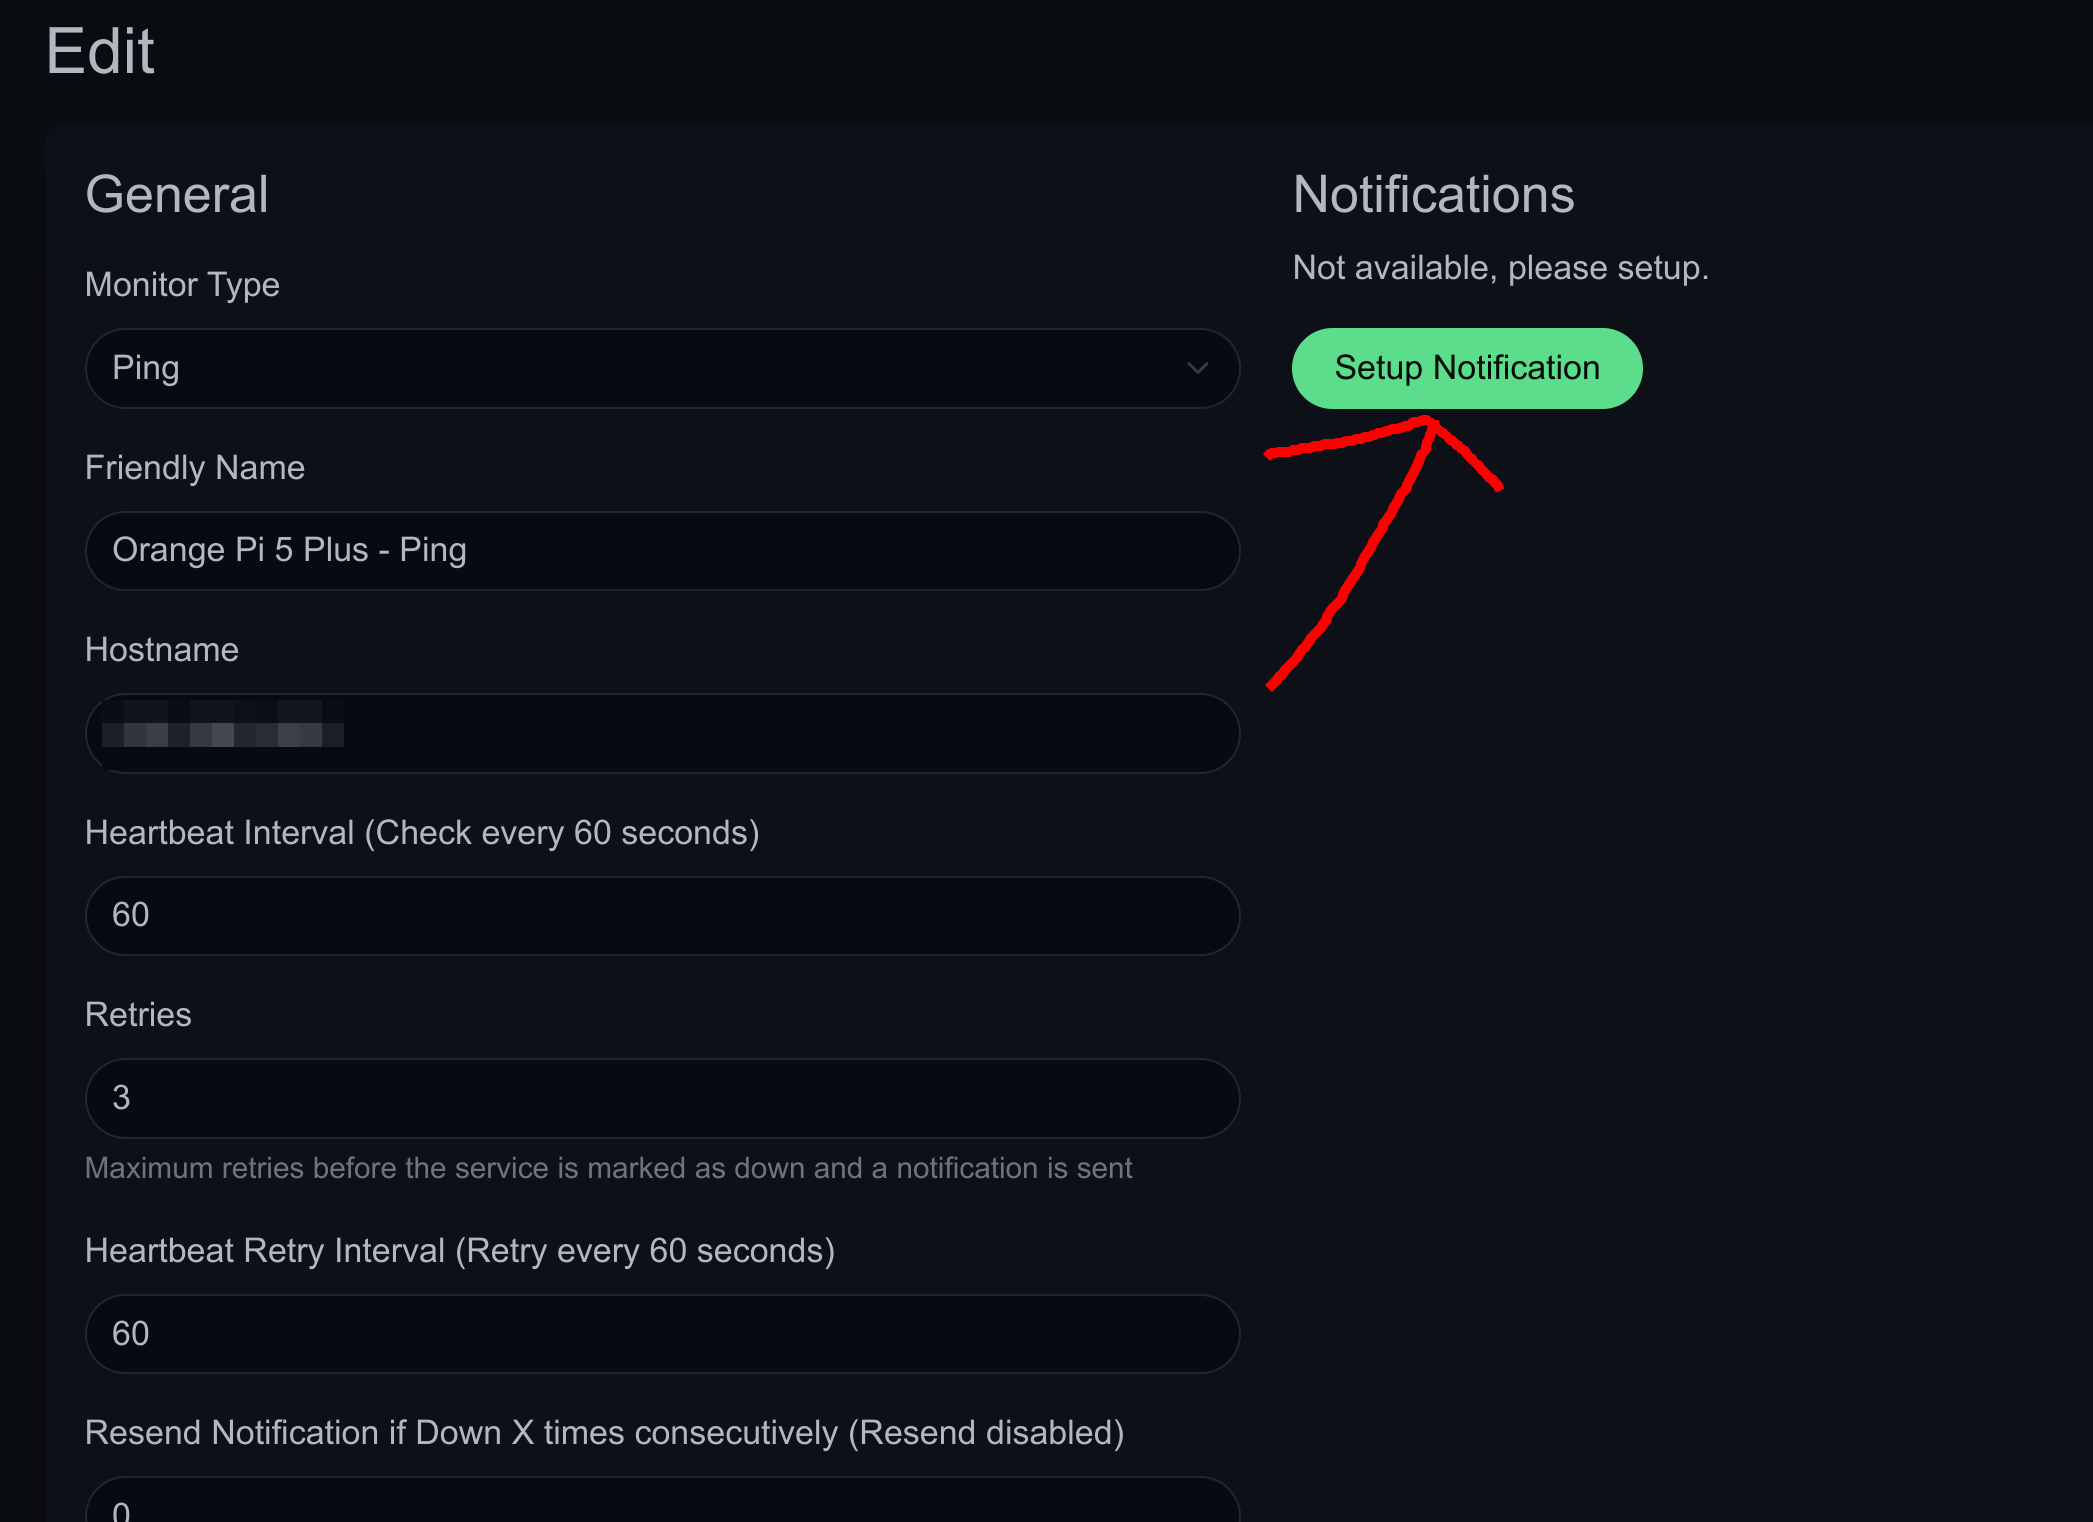 Edit
General
Monitor Type
Ping
Friendly Name
Orange Pi 5 Plus - Ping
Hostname
Heartbeat Interval (Check every 60 seconds)
60
Retries
3
Maximum retries before the service is marked as down and a notification is sent
Heartbeat Retry Interval (Retry every 60 seconds)
60
Resend Notification if Down X times consecutively (Resend disabled)
0
Notifications
Not available, please setup.
Setup Notification